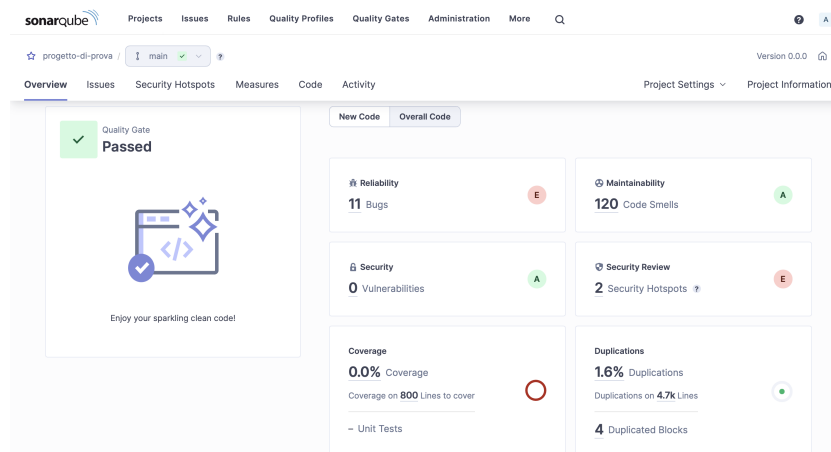 sonarqube Projects Issues Rules Quality Profiles Quality Gates Administration More ? A
progetto-di-prova / main ? Version 0.0.0
Overview Issues Security Hotspots Measures Code Activity Project Settings Project Information
New Code Overall Code
Quality Gate
Passed
Enjoy your sparkling clean code!
Reliability
11 Bugs E
Maintainability
120 Code Smells A
Security
0 Vulnerabilities A
Security Review
2 Security Hotspots ? E
Coverage
0.0% Coverage
Coverage on 800 Lines to cover
– Unit Tests
Duplications
1.6% Duplications
Duplications on 4.7k Lines
4 Duplicated Blocks